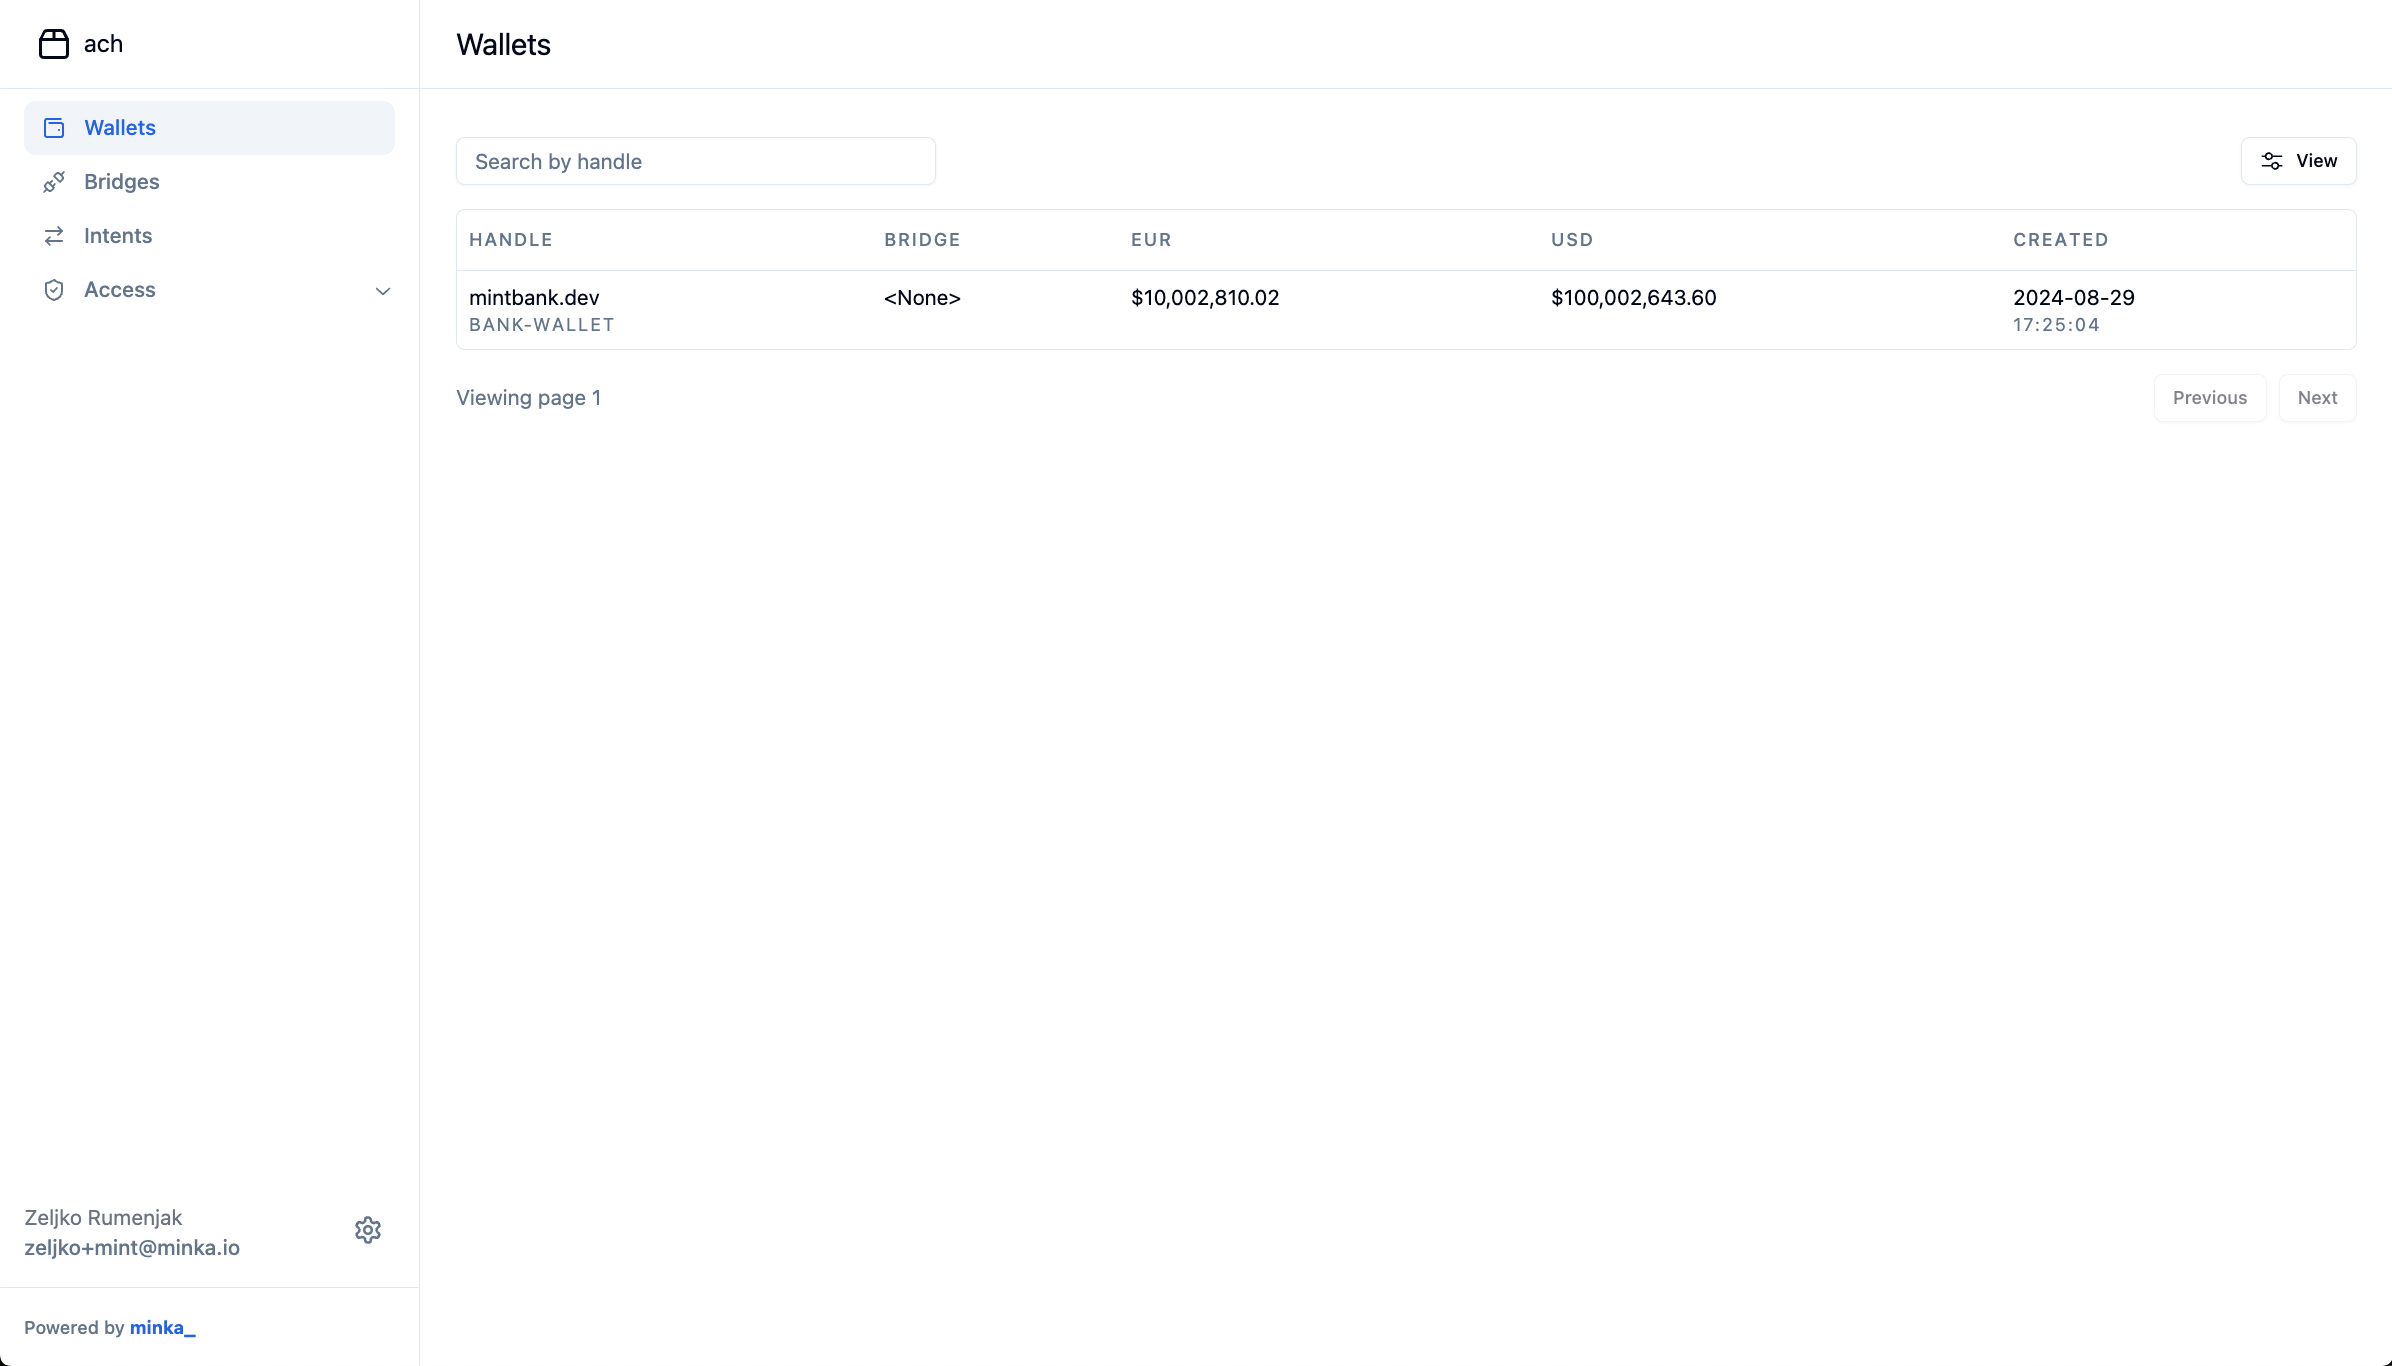 ach
Wallets
Wallets
Bridges
Intents
Access
Search by handle
View
HANDLE BRIDGE EUR USD CREATED
mintbank.dev <None> $10,002,810.02 $100,002,643.60 2024-08-29
BANK-WALLET 17:25:04
Viewing page 1
Previous Next
Zeljko Rumenjak
zeljko+mint@minka.io
Powered by minka_